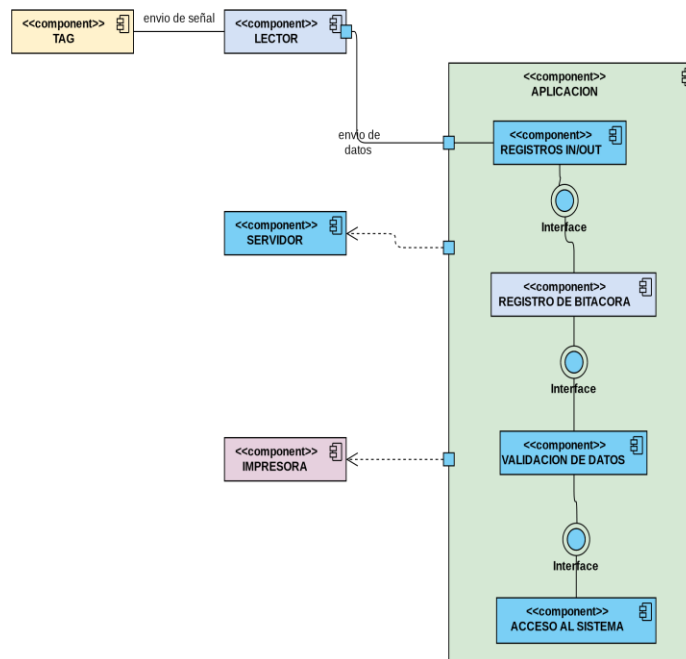 <<component>>
TAG
envio de señal
<<component>>
LECTOR
<<component>>
APLICACION
envio de
datos
<<component>>
REGISTROS IN/OUT
Interface
<<component>>
SERVIDOR
<<component>>
REGISTRO DE BITACORA
Interface
<<component>>
IMPRESORA
<<component>>
VALIDACION DE DATOS
Interface
<<component>>
ACCESO AL SISTEMA